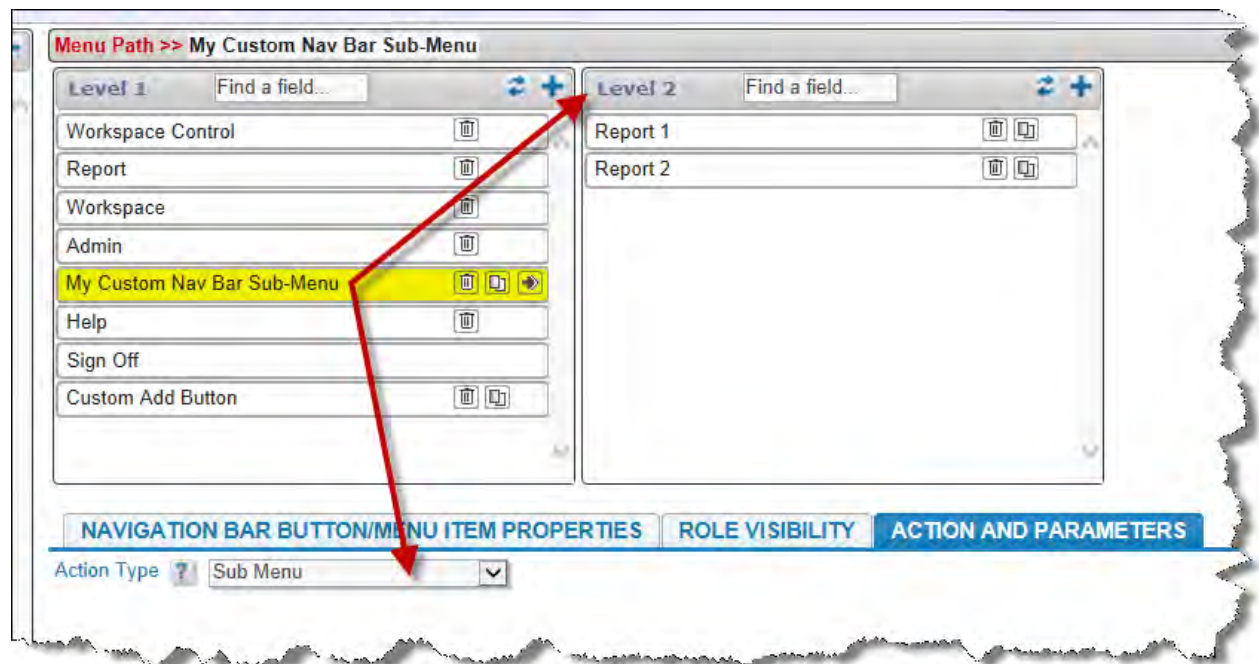 Menu Path >> My Custom Nav Bar Sub-Menu
Level 1 Find a field...
Workspace Control
Report
Workspace
Admin
My Custom Nav Bar Sub-Menu
Help
Sign Off
Custom Add Button
Level 2 Find a field...
Report 1
Report 2
NAVIGATION BAR BUTTON/MENU ITEM PROPERTIES ROLE VISIBILITY ACTION AND PARAMETERS
Action Type ? Sub Menu